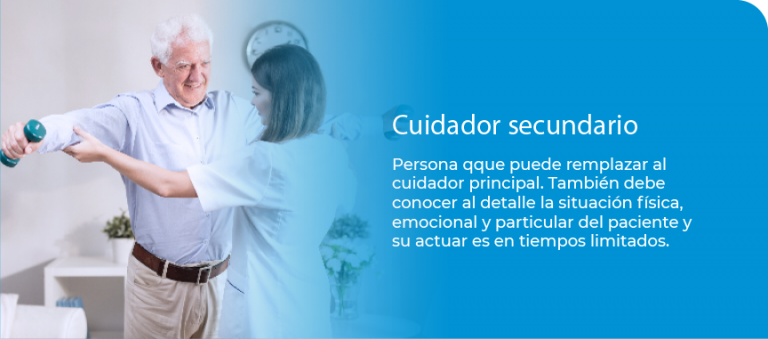 Cuidador secundario
Persona qque puede remplazar al
cuidador principal. También debe
conocer al detalle la situación física,
emocional y particular del paciente y
su actuar es en tiempos limitados.